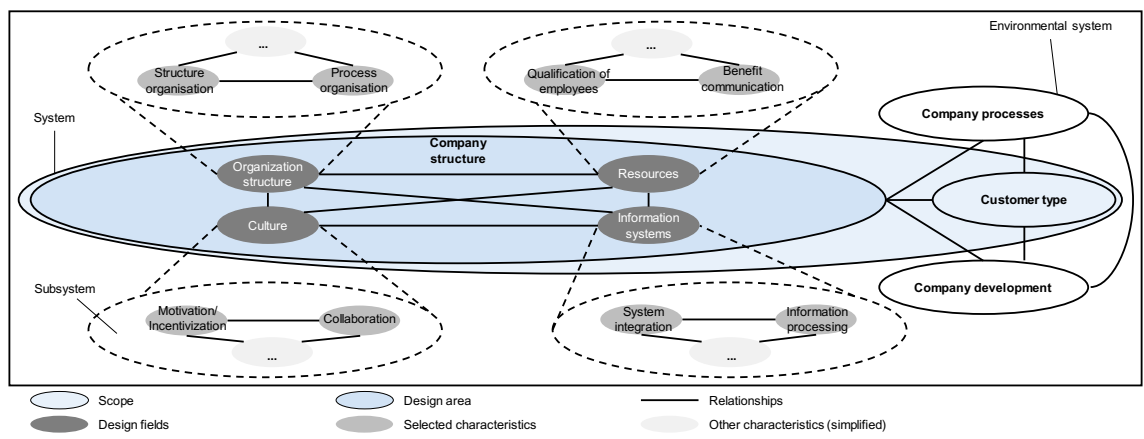 Environmental system
...
Structure
organisation
Process
organisation
...
Qualification of
employees
Benefit
communication
System
Company processes
Company
structure
Organization
structure
Resources
Customer type
Culture
Information
systems
Company development
Subsystem
Motivation/
Incentivization
Collaboration
...
System
integration
Information
processing
...
Scope
Design area
Relationships
Design fields
Selected characteristics
Other characteristics (simplified)